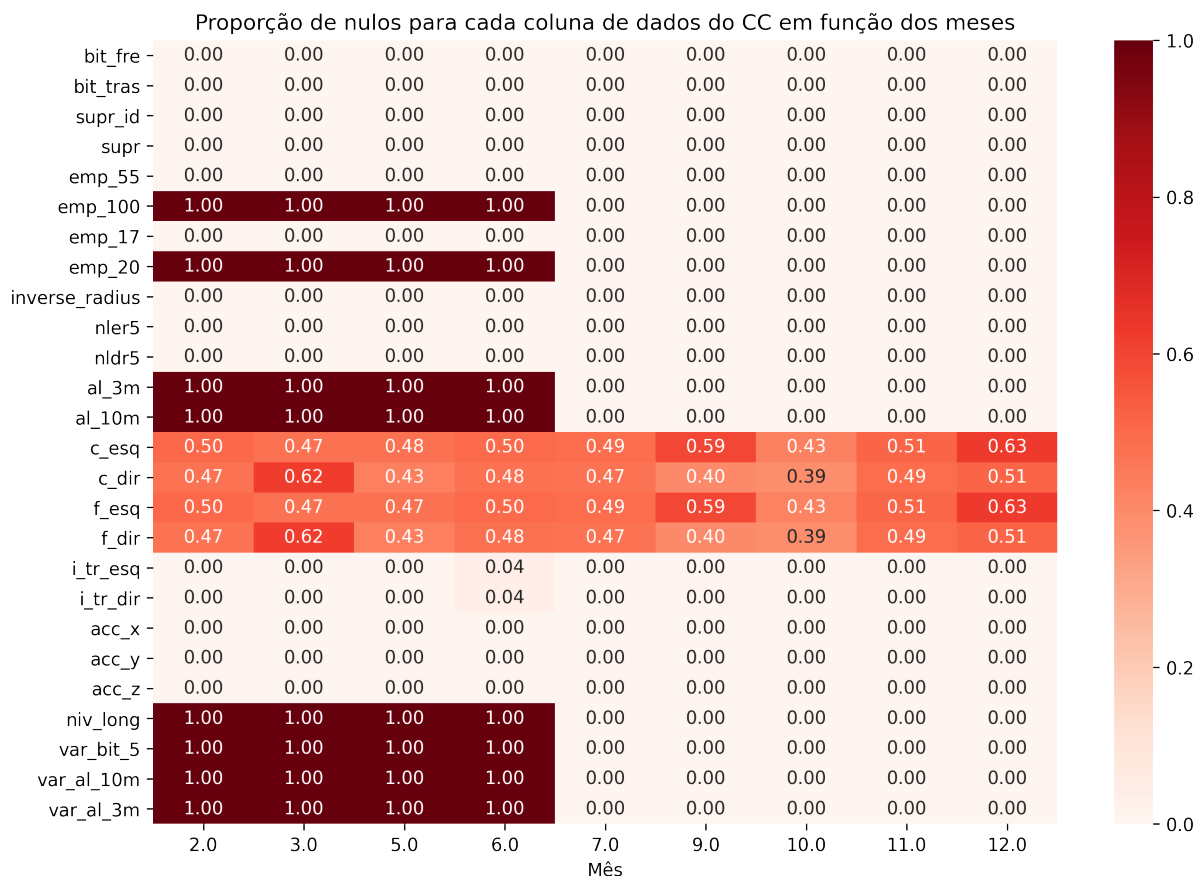 Proporção de nulos para cada coluna de dados do CC em função dos meses
bit_fre 0.00 0.00 0.00 0.00 0.00 0.00 0.00 0.00 0.00
bit_tras 0.00 0.00 0.00 0.00 0.00 0.00 0.00 0.00 0.00
supr_id 0.00 0.00 0.00 0.00 0.00 0.00 0.00 0.00 0.00
supr 0.00 0.00 0.00 0.00 0.00 0.00 0.00 0.00 0.00
emp_55 0.00 0.00 0.00 0.00 0.00 0.00 0.00 0.00 0.00
emp_100 1.00 1.00 1.00 1.00 0.00 0.00 0.00 0.00 0.00
emp_17 0.00 0.00 0.00 0.00 0.00 0.00 0.00 0.00 0.00
emp_20 1.00 1.00 1.00 1.00 0.00 0.00 0.00 0.00 0.00
inverse_radius 0.00 0.00 0.00 0.00 0.00 0.00 0.00 0.00 0.00
nler5 0.00 0.00 0.00 0.00 0.00 0.00 0.00 0.00 0.00
nldr5 0.00 0.00 0.00 0.00 0.00 0.00 0.00 0.00 0.00
al_3m 1.00 1.00 1.00 1.00 0.00 0.00 0.00 0.00 0.00
al_10m 1.00 1.00 1.00 1.00 0.00 0.00 0.00 0.00 0.00
c_esq 0.50 0.47 0.48 0.50 0.49 0.59 0.43 0.51 0.63
c_dir 0.47 0.62 0.43 0.48 0.47 0.40 0.39 0.49 0.51
f_esq 0.50 0.47 0.47 0.50 0.49 0.59 0.43 0.51 0.63
f_dir 0.47 0.62 0.43 0.48 0.47 0.40 0.39 0.49 0.51
i_tr_esq 0.00 0.00 0.00 0.04 0.00 0.00 0.00 0.00 0.00
i_tr_dir 0.00 0.00 0.00 0.04 0.00 0.00 0.00 0.00 0.00
acc_x 0.00 0.00 0.00 0.00 0.00 0.00 0.00 0.00 0.00
acc_y 0.00 0.00 0.00 0.00 0.00 0.00 0.00 0.00 0.00
acc_z 0.00 0.00 0.00 0.00 0.00 0.00 0.00 0.00 0.00
niv_long 1.00 1.00 1.00 1.00 0.00 0.00 0.00 0.00 0.00
var_bit_5 1.00 1.00 1.00 1.00 0.00 0.00 0.00 0.00 0.00
var_al_10m 1.00 1.00 1.00 1.00 0.00 0.00 0.00 0.00 0.00
var_al_3m 1.00 1.00 1.00 1.00 0.00 0.00 0.00 0.00 0.00
2.0 3.0 5.0 6.0 7.0 9.0 10.0 11.0 12.0
Mês
1.0
0.8
0.6
0.4
0.2
0.0